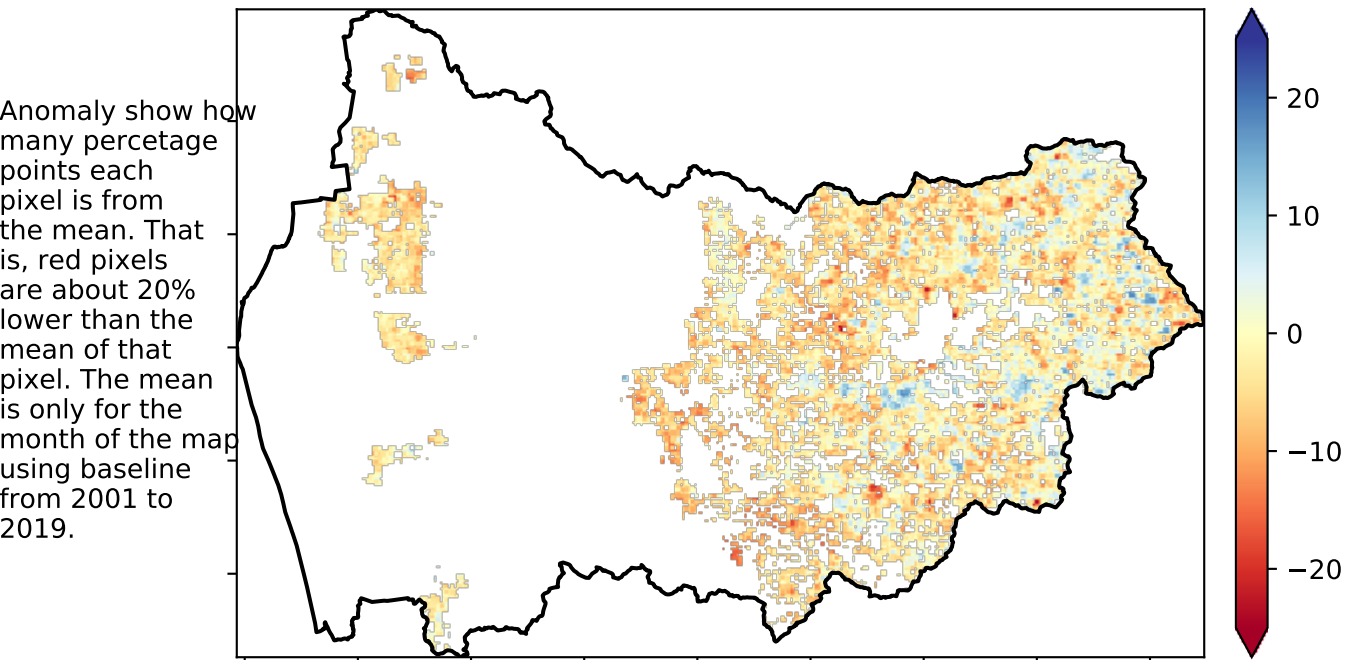 Anomaly show how
many percetage
points each
pixel is from
the mean. That
is, red pixels
are about 20%
lower than the
mean of that
pixel. The mean
is only for the
month of the map
using baseline
from 2001 to
2019.
20
10
0
−10
−20